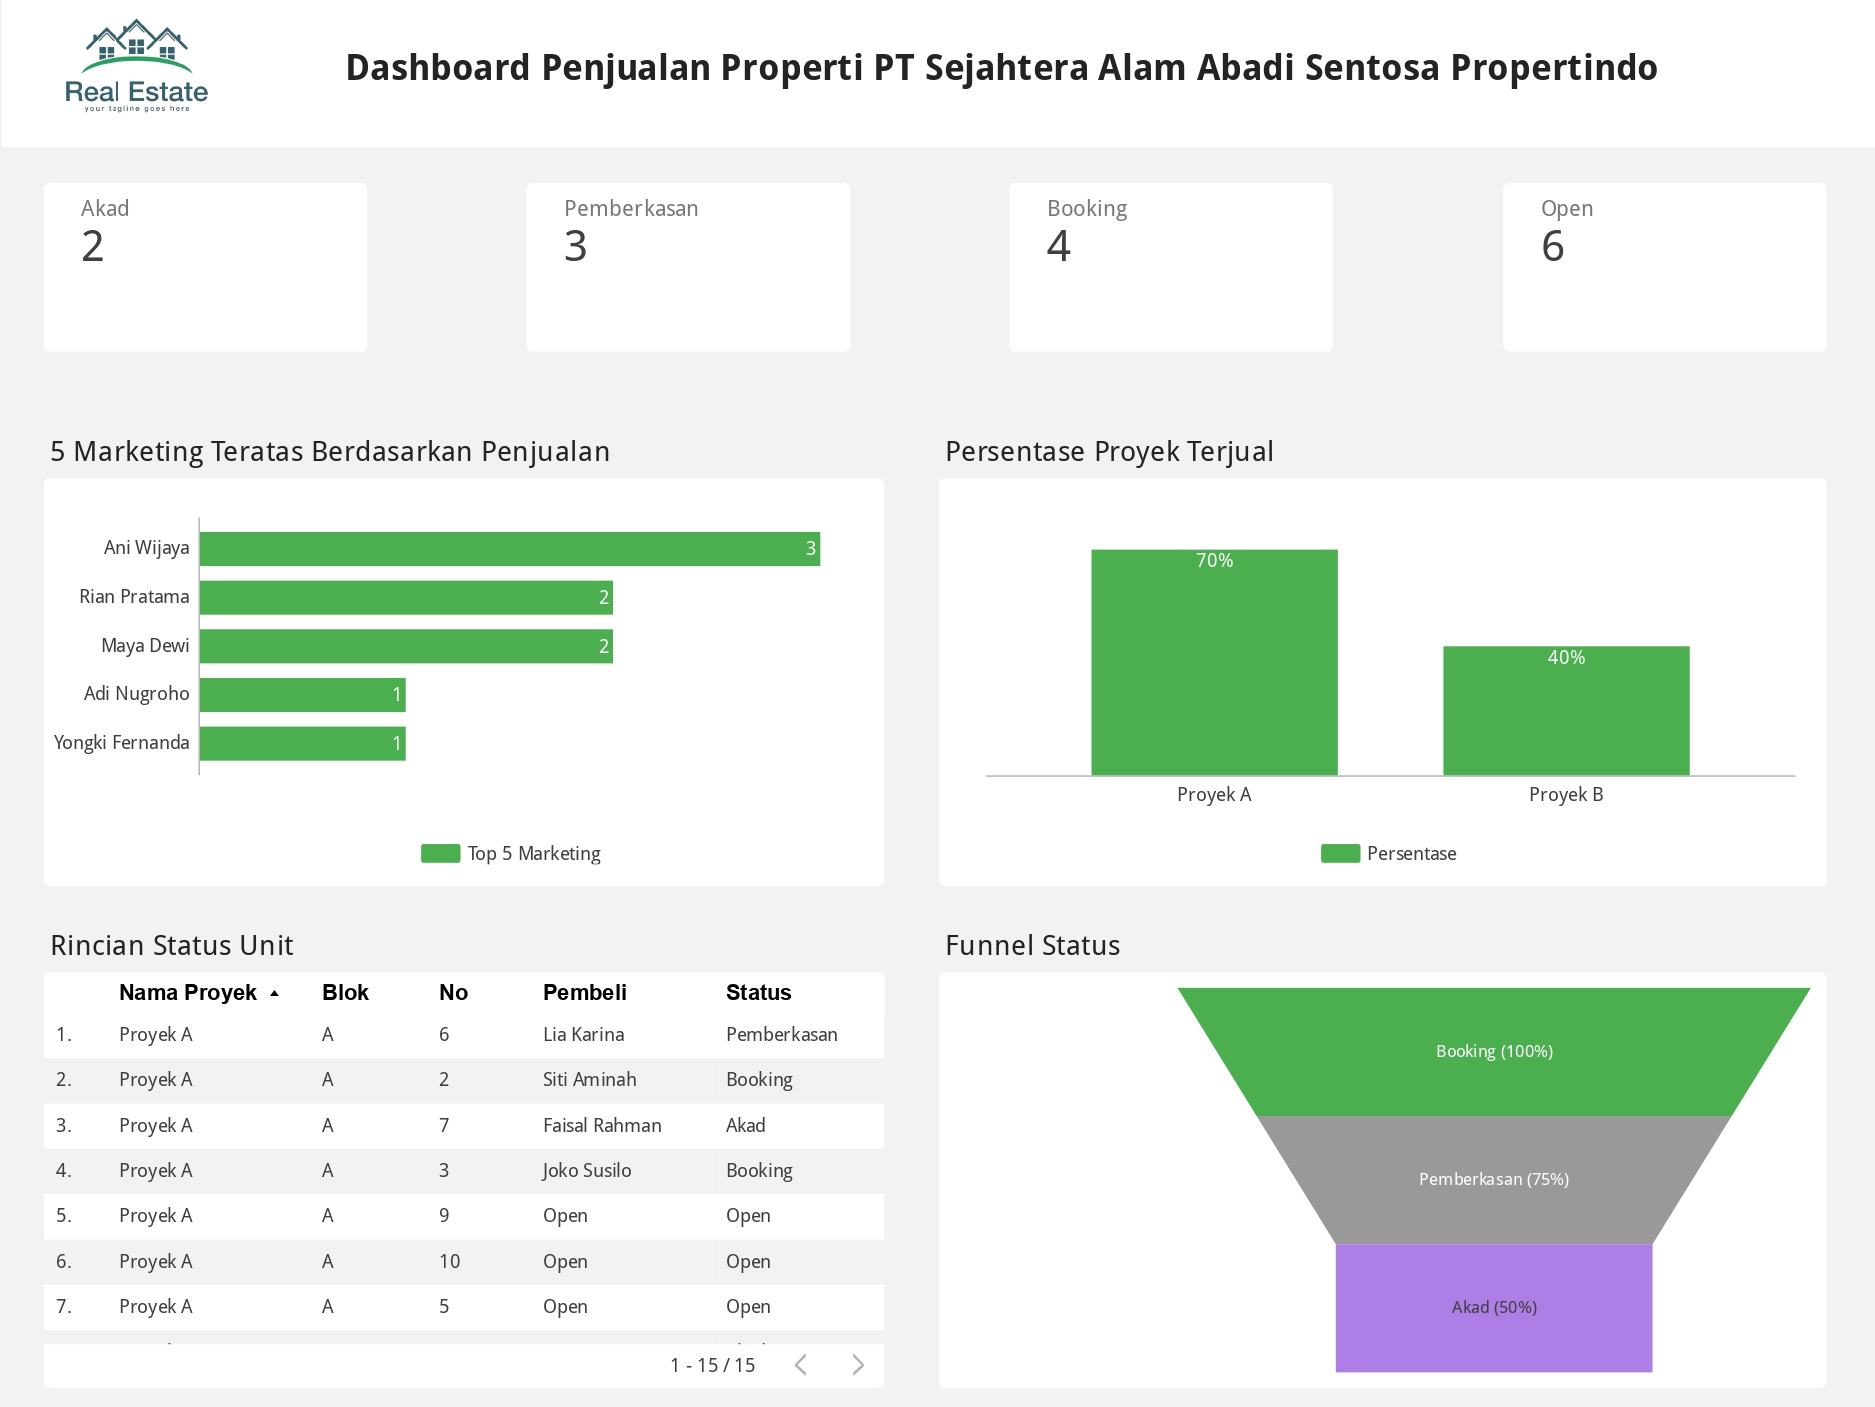 Real Estate
your tagline goes here
Dashboard Penjualan Properti PT Sejahtera Alam Abadi Sentosa Propertindo
Akad
2
Pemberkasan
3
Booking
4
Open
6
5 Marketing Teratas Berdasarkan Penjualan
Ani Wijaya 3
Rian Pratama 2
Maya Dewi 2
Adi Nugroho 1
Yongki Fernanda 1
Top 5 Marketing
Persentase Proyek Terjual
70%
40%
Proyek A Proyek B
Persentase
Rincian Status Unit
Nama Proyek Blok No Pembeli Status
1. Proyek A A 6 Lia Karina Pemberkasan
2. Proyek A A 2 Siti Aminah Booking
3. Proyek A A 7 Faisal Rahman Akad
4. Proyek A A 3 Joko Susilo Booking
5. Proyek A A 9 Open Open
6. Proyek A A 10 Open Open
7. Proyek A A 5 Open Open
1 - 15 / 15
Funnel Status
Booking (100%)
Pemberkasan (75%)
Akad (50%)